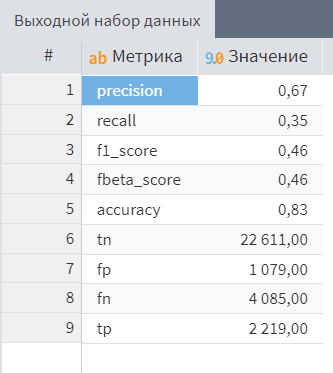 Выходной набор данных
# ab Метрика 9.0 Значение
1 precision 0,67
2 recall 0,35
3 f1_score 0,46
4 fbeta_score 0,46
5 accuracy 0,83
6 tn 22 611,00
7 fp 1 079,00
8 fn 4 085,00
9 tp 2 219,00